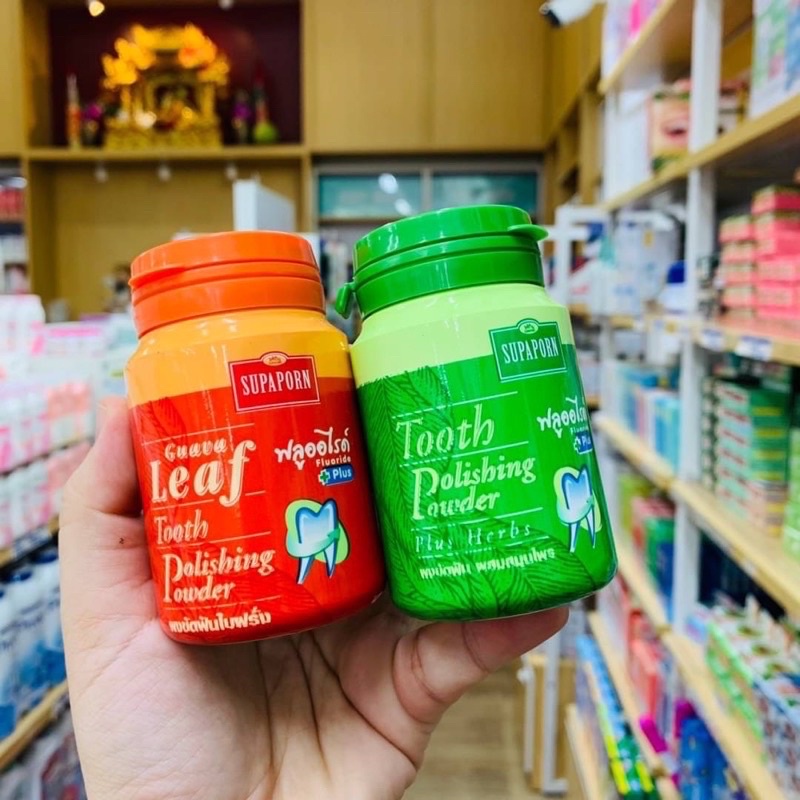 SUPAPORN
Guava
Leaf
ฟลูออไรด์
Fluoride
Plus
Tooth
Polishing
Powder
ผงขัดฟันใบฝรั่ง
SUPAPORN
Tooth
Polishing
Powder
Plus Herbs
ฟลูออไรด์
Fluoride
Plus
ผงขัดฟัน ผสมสมุนไพร